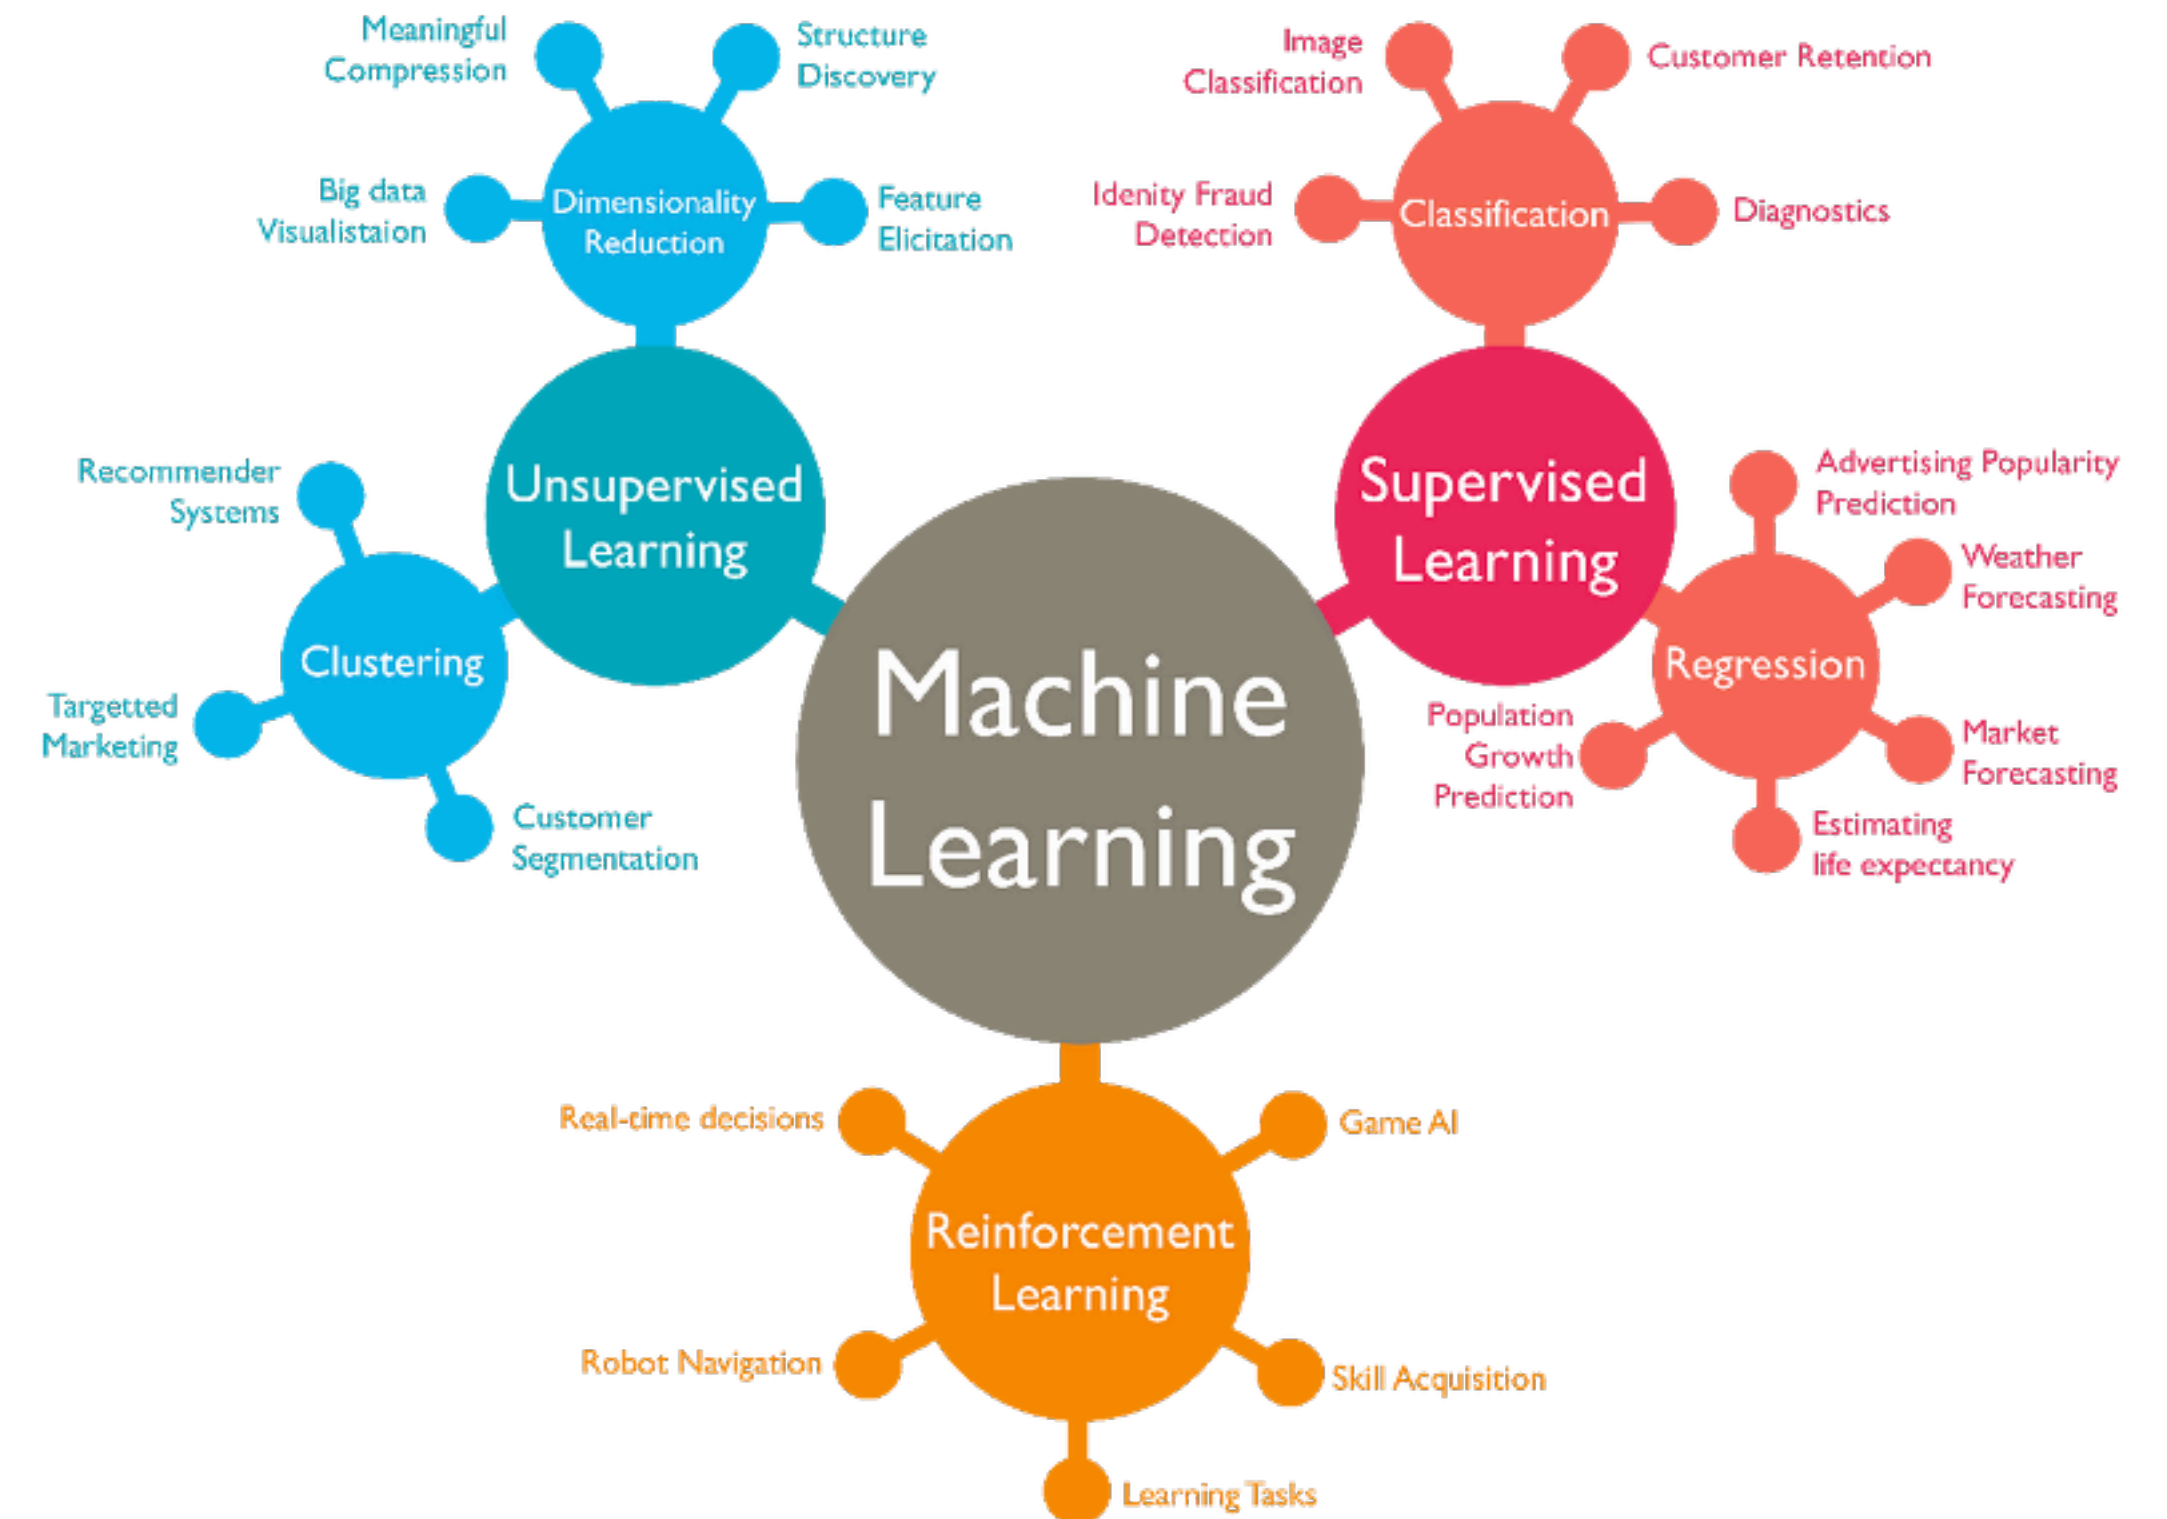 Meaningful
Compression
Structure
Discovery
Big data
Visualistaion
Dimensionality
Reduction
Feature
Elicitation
Image
Classification
Customer Retention
Idenity Fraud
Detection
Classification
Diagnostics
Unsupervised
Learning
Recommender
Systems
Clustering
Targetted
Marketing
Customer
Segmentation
Machine
Learning
Supervised
Learning
Advertising Popularity
Prediction
Weather
Forecasting
Regression
Population
Growth
Prediction
Market
Forecasting
Estimating
life expectancy
Real-time decisions
Game AI
Reinforcement
Learning
Robot Navigation
Skill Acquisition
Learning Tasks